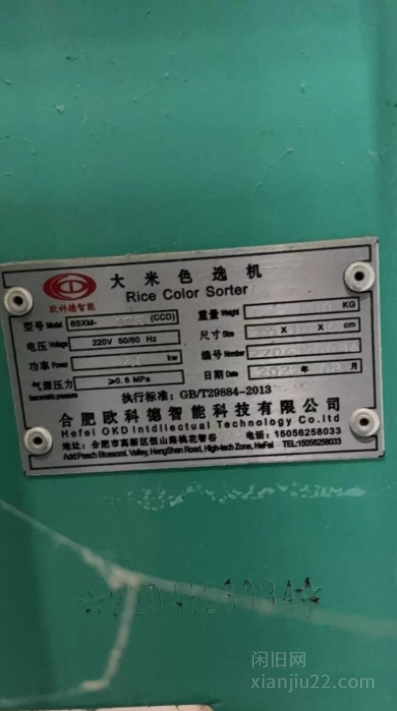 欧科德智能
大米色选机
Rice Color Sorter
型号 Model 6SXM- (CCD)
重量 Weight KG
电压 Voltage 220V 50/60 Hz
尺寸 Size X X cm
功率 Power kw
编号 Number
气源压力 barometric pressure ≥0.6 MPa
日期 Date 年 月
执行标准: GB/T29884-2013
合肥欧科德智能科技有限公司
Hefei OKD Intdllectual Technology Co.ltd
地址: 合肥市高新区恒山路桃花智谷 电话: 15056258033
Add:Peach Blossoml, Valley, HengShan Road, High-tech Zone, HeFei TEL:15056258033
闲旧网
xianjiu22.com